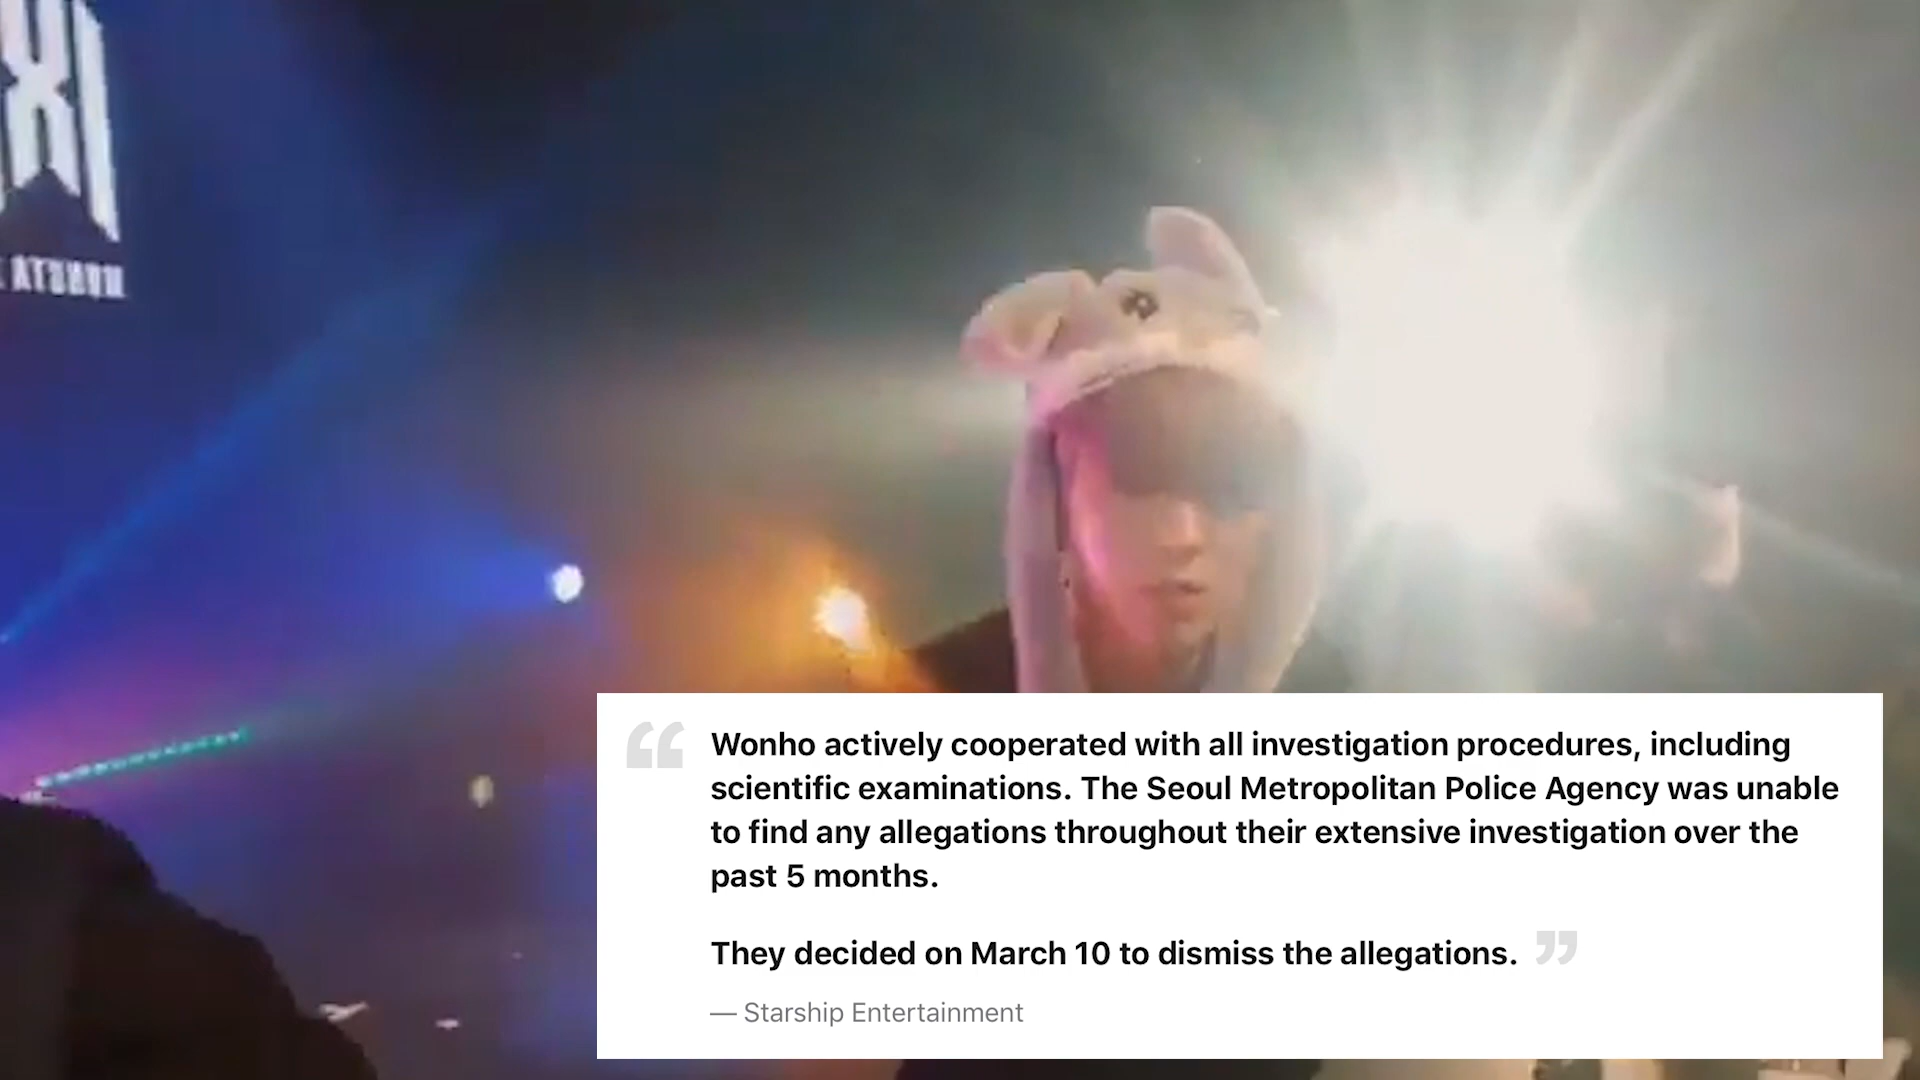 Wonho actively cooperated with all investigation procedures, including
scientific examinations. The Seoul Metropolitan Police Agency was unable
to find any allegations throughout their extensive investigation over the
past 5 months.
They decided on March 10 to dismiss the allegations.
— Starship Entertainment